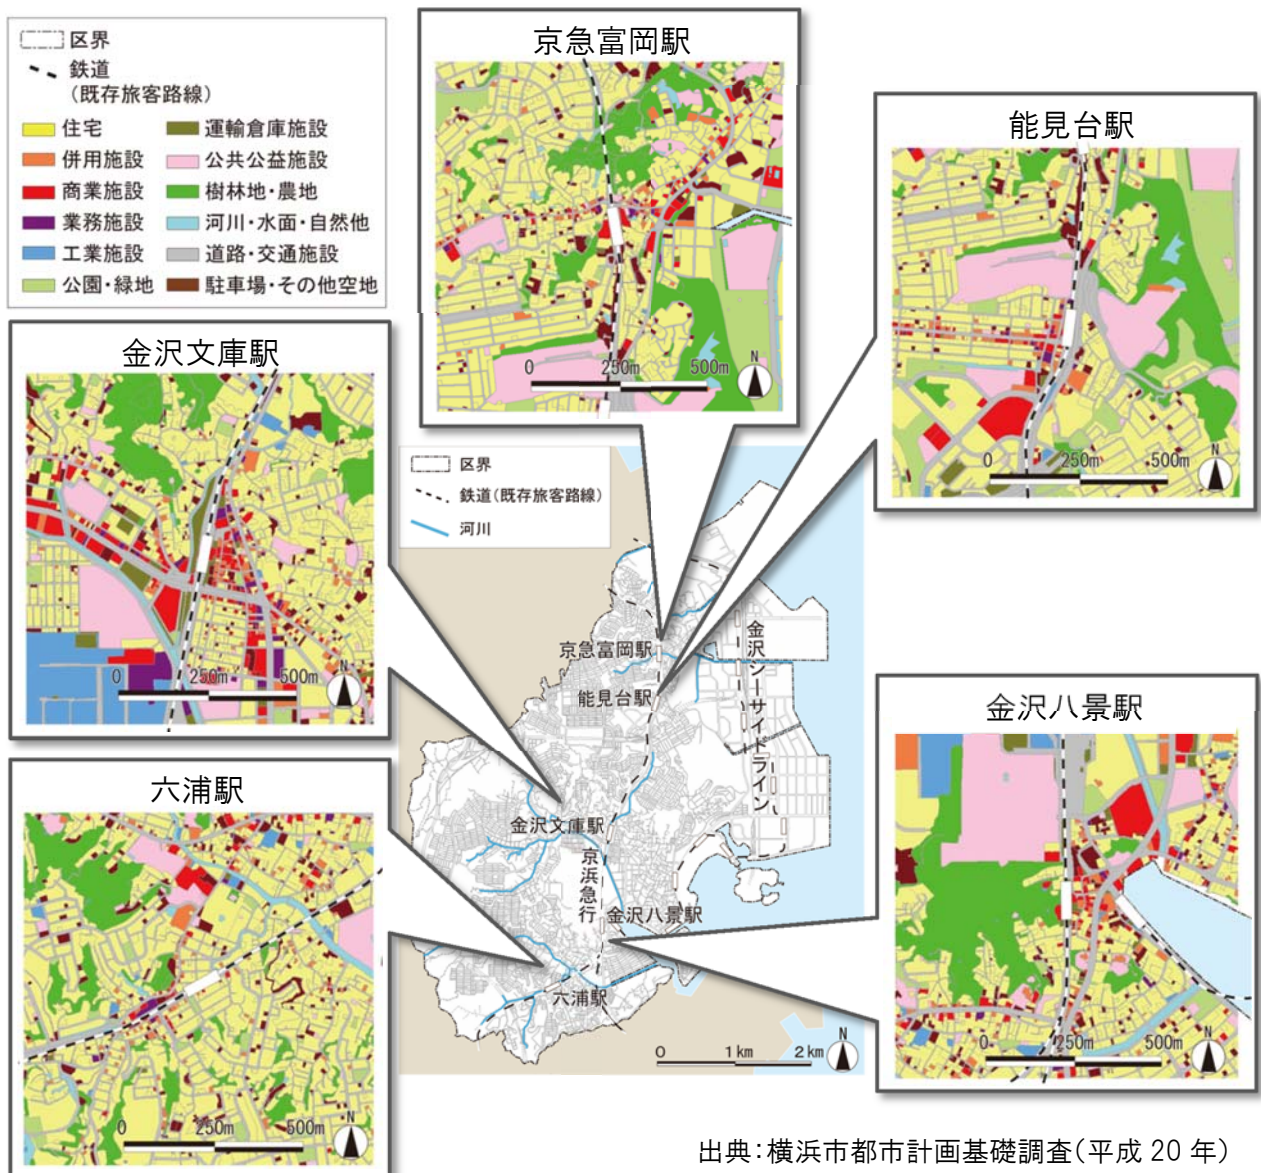 区界
鉄道
(既存旅客路線)
住宅
運輸倉庫施設
併用施設
公共公益施設
商業施設
樹林地・農地
業務施設
河川・水面・自然他
工業施設
道路・交通施設
公園・緑地
駐車場・その他空地
京急富岡駅
0 250m 500m
N
能見台駅
0 250m 500m
N
金沢文庫駅
0 250m 500m
N
区界
鉄道(既存旅客路線)
河川
京急富岡駅
能見台駅
金沢シーサイドライン
金沢文庫駅
京浜急行
金沢八景駅
六浦駅
0 1km 2km
N
金沢八景駅
0 250m 500m
N
六浦駅
0 250m 500m
N
出典:横浜市都市計画基礎調査(平成 20 年)